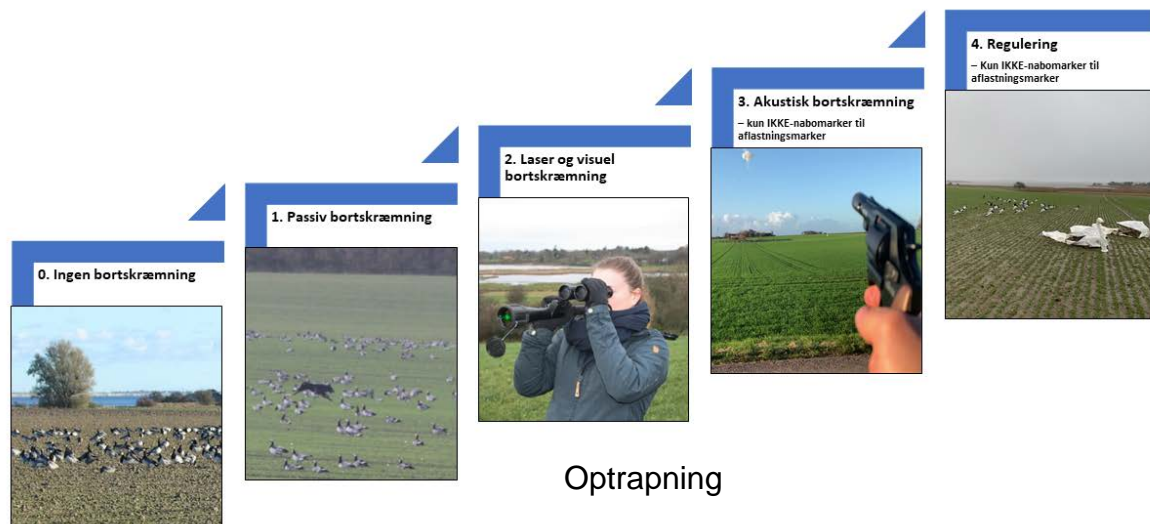 0. Ingen bortskræmning
1. Passiv bortskræmning
2. Laser og visuel
bortskræmning
3. Akustisk bortskræmning
– kun IKKE-nabomarker til
aflastningsmarker
4. Regulering
– Kun IKKE-nabomarker til
aflastningsmarker
Optrapning